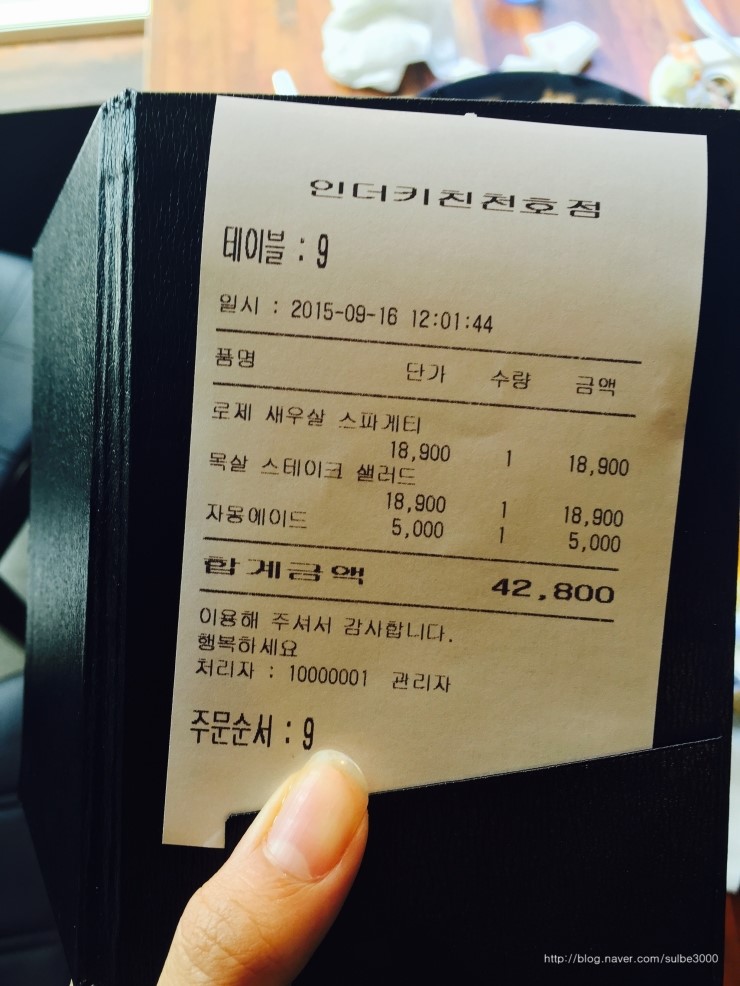 인더키친천호점
테이블 : 9
일시 : 2015-09-16 12:01:44
품명 단가 수량 금액
로제 새우살 스파게티
18,900 1 18,900
목살 스테이크 샐러드
18,900 1 18,900
자몽에이드 5,000 1 5,000
합계금액 42,800
이용해 주셔서 감사합니다.
행복하세요
처리자 : 10000001 관리자
주문순서 : 9
http://blog.naver.com/sulbe3000